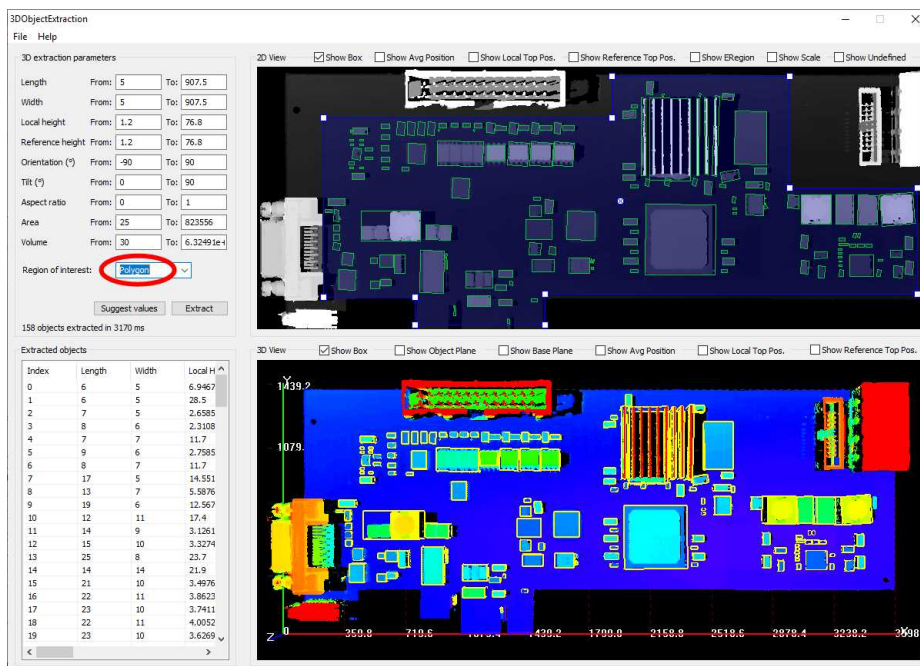 3DObjectExtraction
File Help
3D extraction parameters
Length From: 5 To: 907.5
Width From: 5 To: 907.5
Local height From: 1.2 To: 76.8
Reference height From: 1.2 To: 76.8
Orientation (°) From: -90 To: 90
Tilt (°) From: 0 To: 90
Aspect ratio From: 0 To: 1
Area From: 25 To: 823556
Volume From: 30 To: 6.32491e+
Region of interest: Polygon
Suggest values Extract
158 objects extracted in 3170 ms
2D View Show Box Show Avg Position Show Local Top Pos. Show Reference Top Pos. Show ERegion Show Scale Show Undefined
Extracted objects
Index Length Width Local H
0 6 5 6.9467
1 6 5 28.5
2 7 5 2.6585
3 8 6 2.3108
4 7 7 11.7
5 9 6 2.7585
6 8 7 11.7
7 17 5 14.551
8 13 7 5.5876
9 19 6 12.567
10 12 11 17.4
11 14 9 3.1261
12 15 10 3.3274
13 25 8 23.7
14 14 14 21.9
15 21 10 3.4976
16 22 11 3.8623
17 23 10 3.7411
18 22 11 4.0052
19 23 10 3.6269
3D View Show Box Show Object Plane Show Base Plane Show Avg Position Show Local Top Pos. Show Reference Top Pos.
Y
1439.2
1079.
Z 0 359.8 719.6 1439.2 1799.0 2158.8 2518.6 2878.4 3238.2